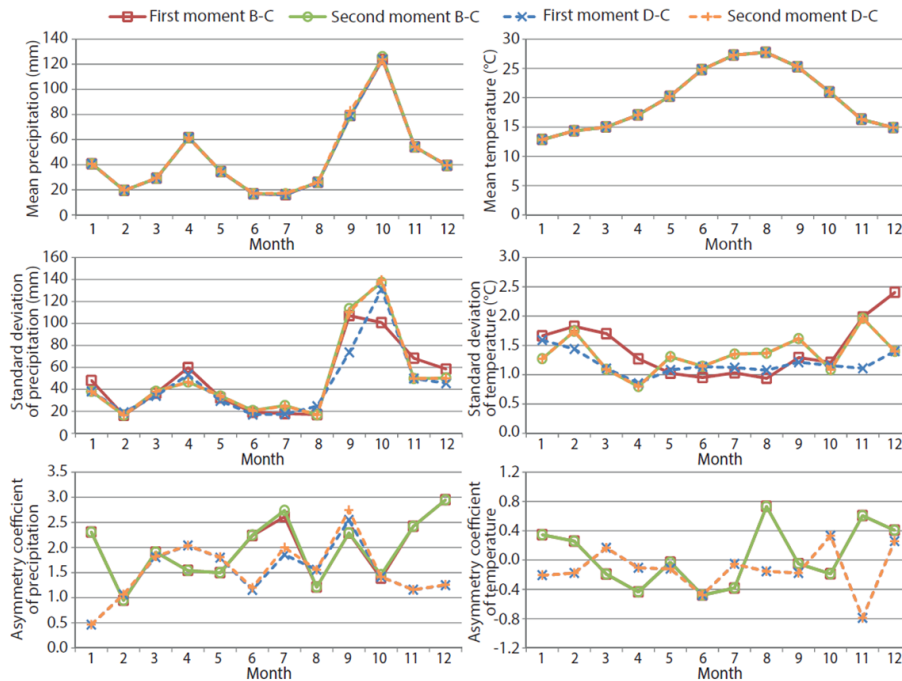 First moment B-C Second moment B-C First moment D-C Second moment D-C
Mean precipitation (mm)
140
120
100
80
60
40
20
0
1 2 3 4 5 6 7 8 9 10 11 12
Month
Mean temperature (°C)
30
25
20
15
10
5
0
1 2 3 4 5 6 7 8 9 10 11 12
Month
Standard deviation
of precipitation (mm)
160
140
120
100
80
60
40
20
0
1 2 3 4 5 6 7 8 9 10 11 12
Month
Standard deviation
of temperature (°C)
3.0
2.5
2.0
1.5
1.0
0.5
0.0
1 2 3 4 5 6 7 8 9 10 11 12
Month
Asymmetry coefficient
of precipitation
3.5
3.0
2.5
2.0
1.5
1.0
0.5
0.0
1 2 3 4 5 6 7 8 9 10 11 12
Month
Asymmetry coefficient
of temperature
1.2
0.8
0.4
0.0
-0.4
-0.8
-1.2
1 2 3 4 5 6 7 8 9 10 11 12
Month